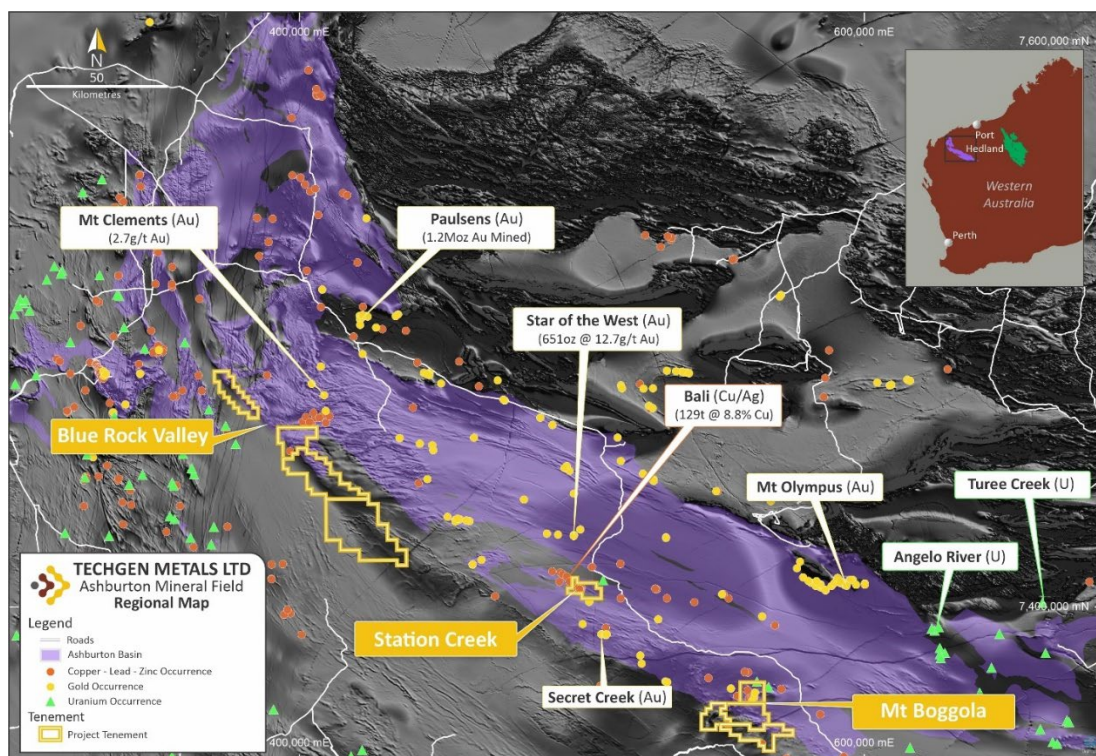 400,000 mE
600,000 mE
7,600,000 mN
N
50
Kilometres
Port
Hedland
Western
Australia
Perth
Mt Clements (Au)
(2.7g/t Au)
Paulsens (Au)
(1.2Moz Au Mined)
Star of the West (Au)
(651oz @ 12.7g/t Au)
Bali (Cu/Ag)
(129t @ 8.8% Cu)
Blue Rock Valley
Mt Olympus (Au)
Turee Creek (U)
Angelo River (U)
TECHGEN METALS LTD
Ashburton Mineral Field
Regional Map
Legend
Roads
Ashburton Basin
Copper - Lead - Zinc Occurrence
Gold Occurrence
Uranium Occurrence
Tenement
Project Tenement
Station Creek
7,400,000 mN
Secret Creek (Au)
Mt Boggola
400,000 mE
600,000 mE